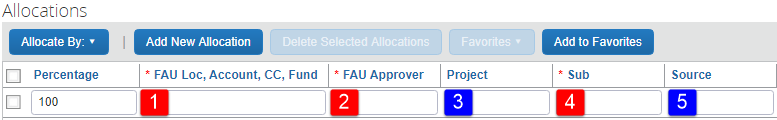 Allocations
Allocate By: | Add New Allocation Delete Selected Allocations Favorites Add to Favorites
Percentage * FAU Loc, Account, CC, Fund * FAU Approver Project * Sub Source
100 1 2 3 4 5